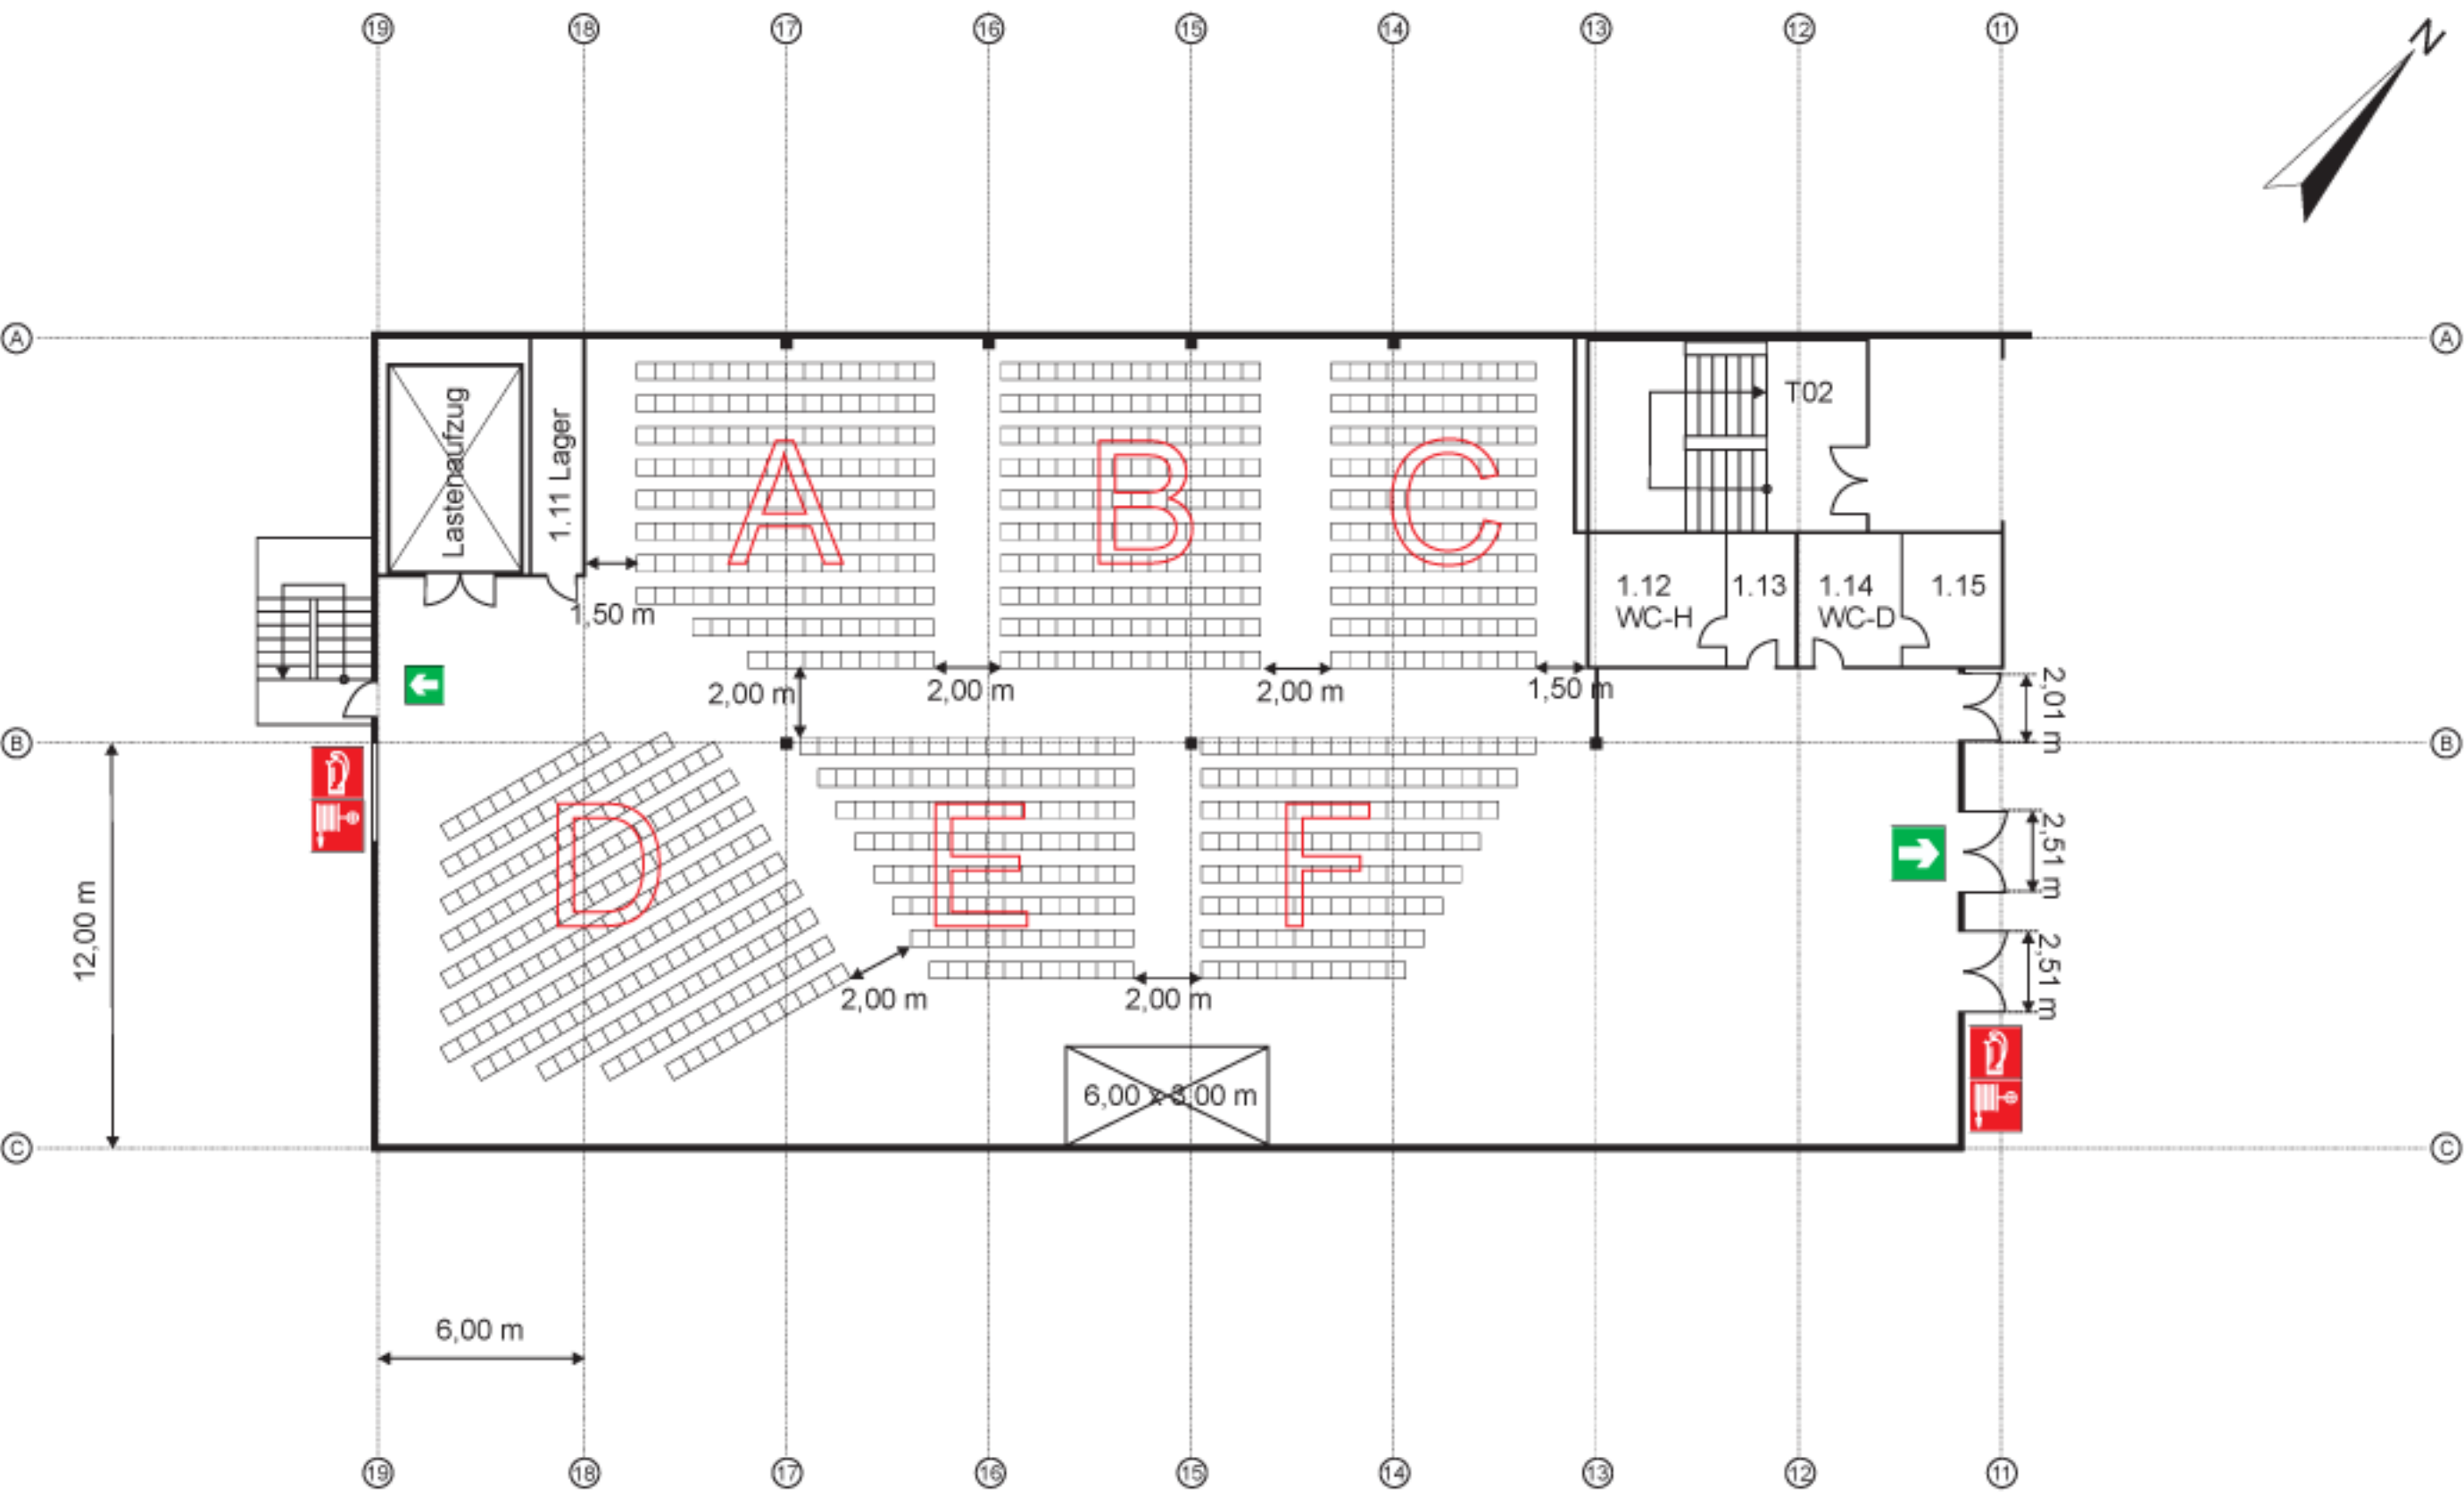 19 18 17 16 15 14 13 12 11
N
A A
Lastenaufzug
1.11 Lager
A B C
T02
1.12
WC-H
1.13
1.14
WC-D
1.15
1,50 m
2,00 m
2,00 m
2,00 m
1,50 m
2,01 m
B B
D E F
2,51 m
12,00 m
2,51 m
2,00 m
2,00 m
6,00 x 3,00 m
C C
6,00 m
19 18 17 16 15 14 13 12 11